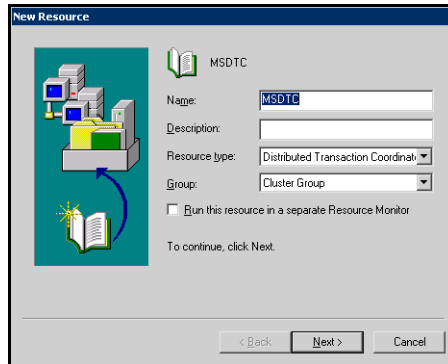 New Resource
MSDTC
Name: MSDTC
Description:
Resource type: Distributed Transaction Coordinat
Group: Cluster Group
Run this resource in a separate Resource Monitor
To continue, click Next.
< Back Next > Cancel